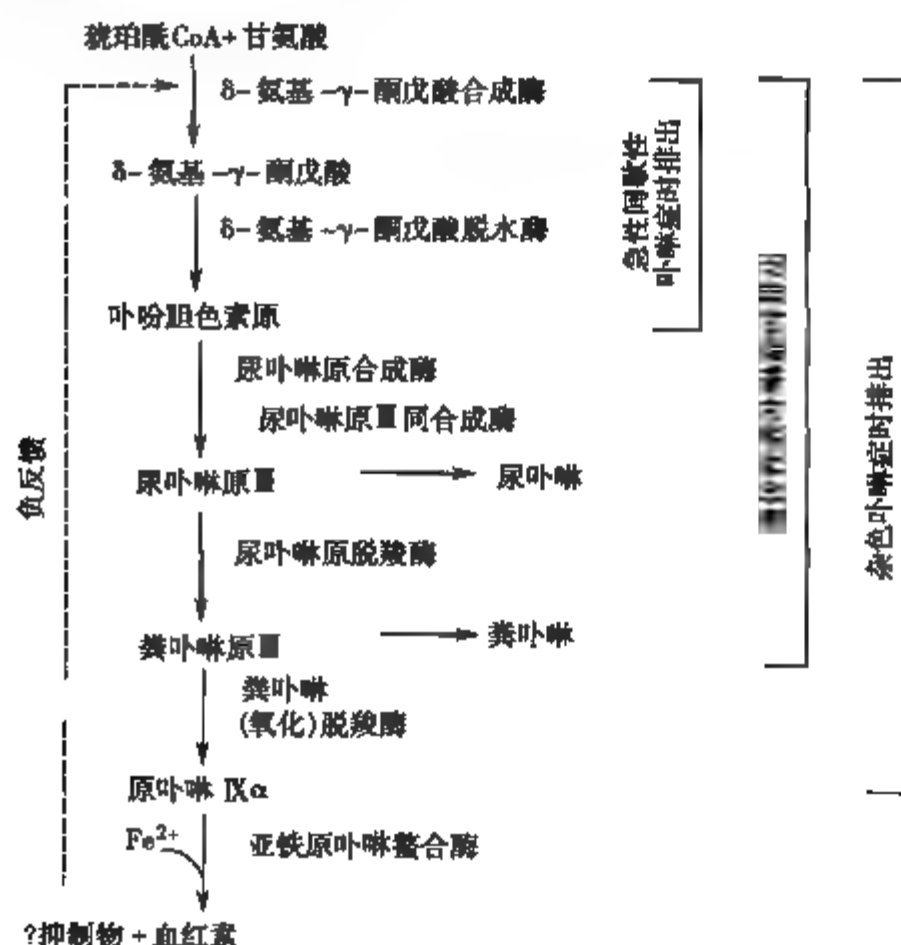 琥珀酰CoA+甘氨酸
δ-氨基-γ-酮戊酸合成酶
δ-氨基-γ-酮戊酸
δ-氨基-γ-酮戊酸脱水酶
卟吩胆色素原
尿卟啉原合成酶
尿卟啉原Ⅲ同合成酶
尿卟啉原Ⅲ
尿卟啉
尿卟啉原脱羧酶
粪卟啉原Ⅲ
粪卟啉
粪卟啉
(氧化)脱羧酶
原卟啉Ⅸα
Fe²⁺
亚铁原卟啉螯合酶
?抑制物+血红素
负反馈
急性间歇性
卟啉症时排出
杂色卟啉症时排出